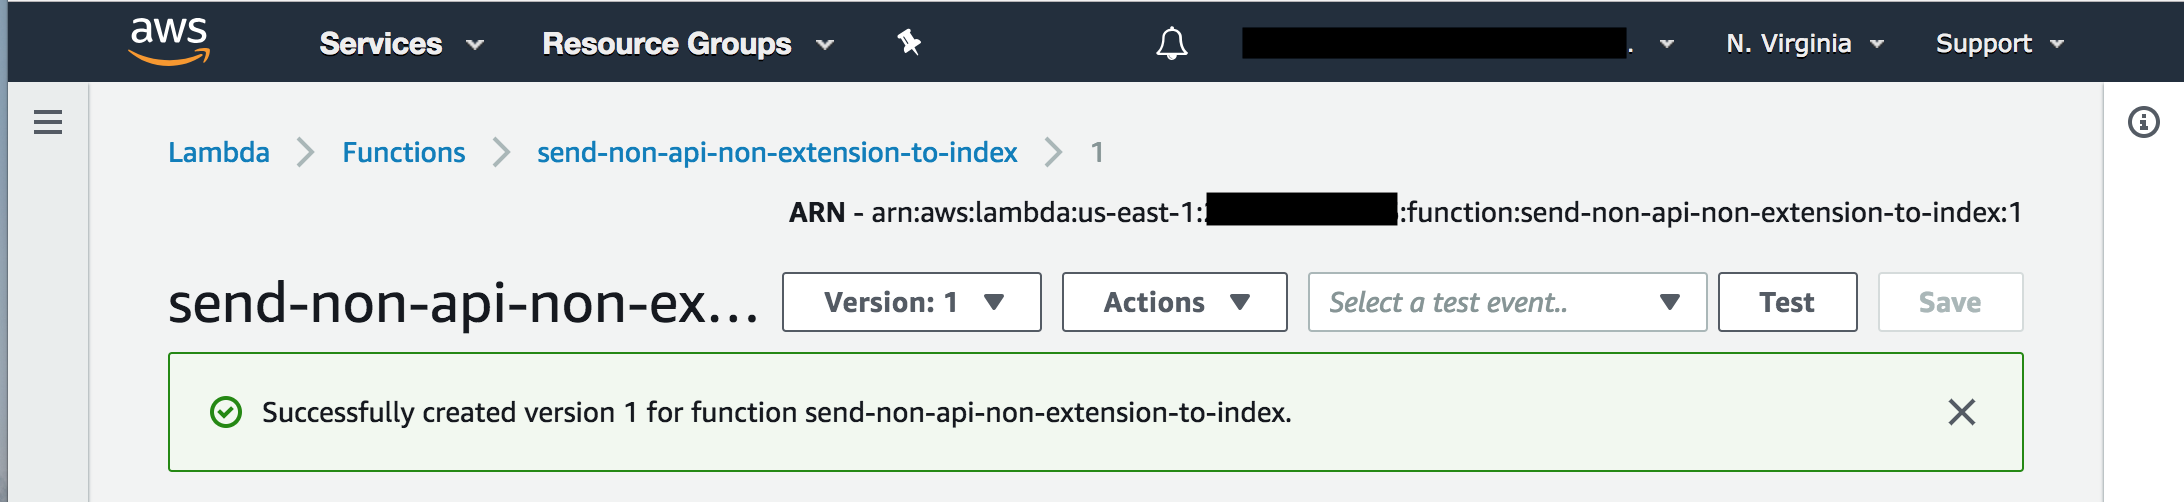 aws Services Resource Groups . N. Virginia Support
Lambda Functions send-non-api-non-extension-to-index 1
ARN - arn:aws:lambda:us-east-1: :function:send-non-api-non-extension-to-index:1
send-non-api-non-ex... Version: 1 Actions Select a test event.. Test Save
Successfully created version 1 for function send-non-api-non-extension-to-index.